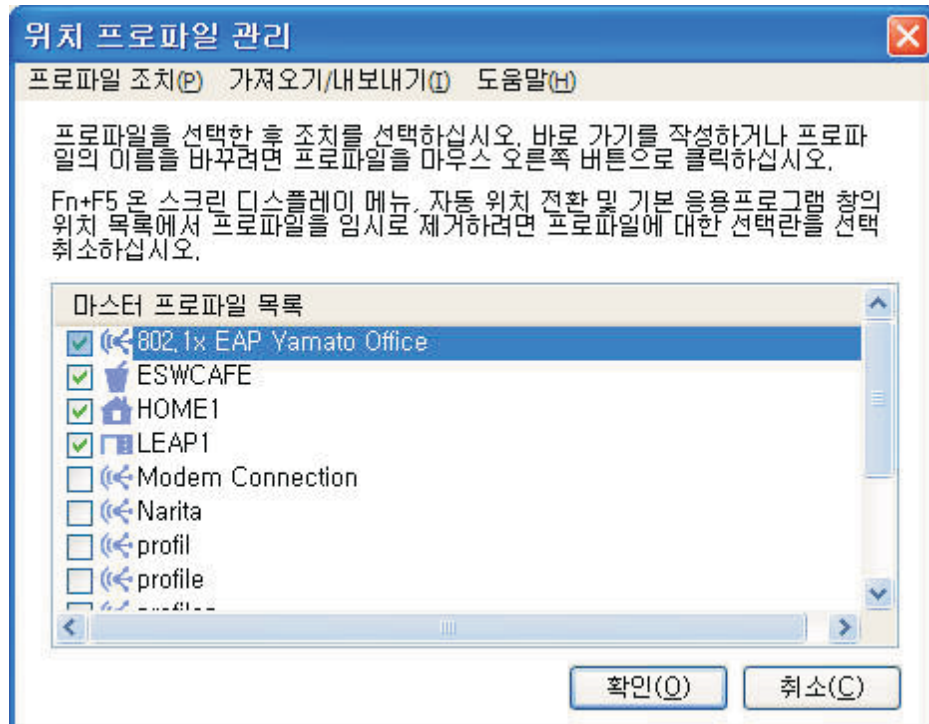 위치 프로파일 관리
프로파일 조치(P) 가져오기/내보내기(I) 도움말(H)
프로파일을 선택한 후 조치를 선택하십시오. 바로 가기를 작성하거나 프로파
일의 이름을 바꾸려면 프로파일을 마우스 오른쪽 버튼으로 클릭하십시오.
Fn+F5 온 스크린 디스플레이 메뉴, 자동 위치 전환 및 기본 응용프로그램 창의
위치 목록에서 프로파일을 임시로 제거하려면 프로파일에 대한 선택란을 선택
취소하십시오.
마스터 프로파일 목록
802.1x EAP Yamato Office
ESWCAFE
HOME1
LEAP1
Modem Connection
Narita
profil
profile
확인(O) 취소(C)